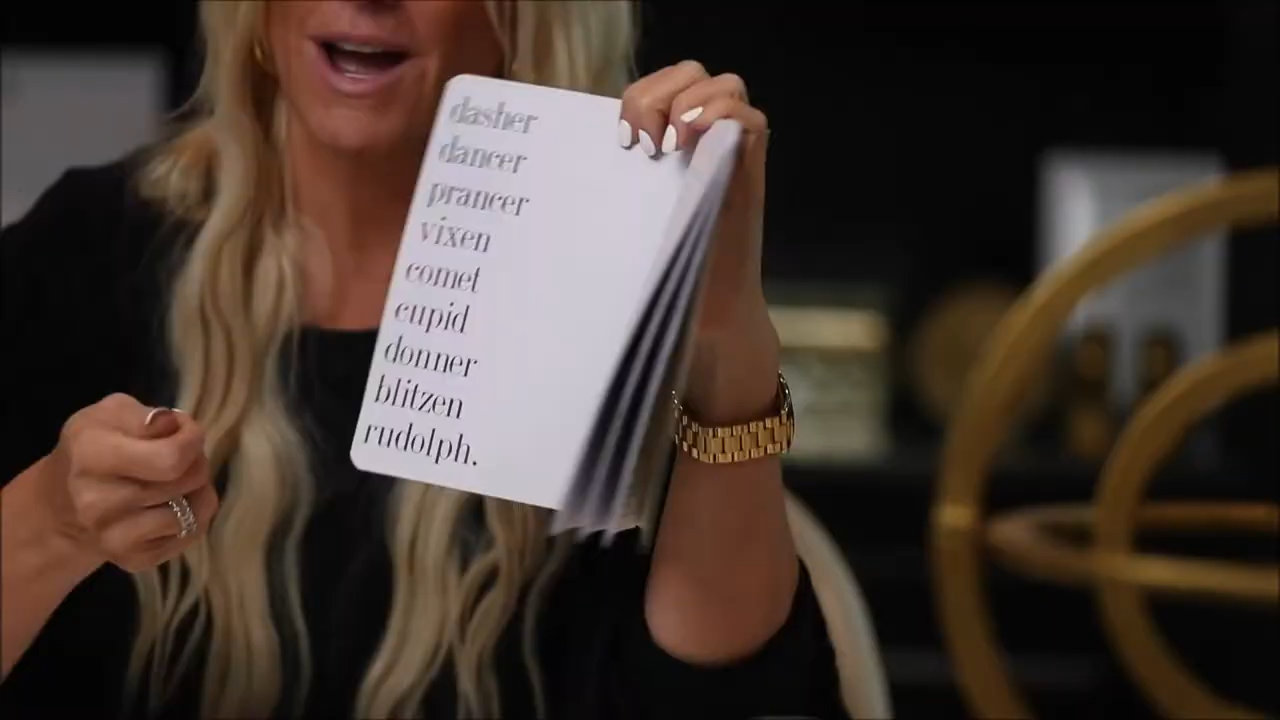 dasher
dancer
prancer
vixen
comet
cupid
donner
blitzen
rudolph.